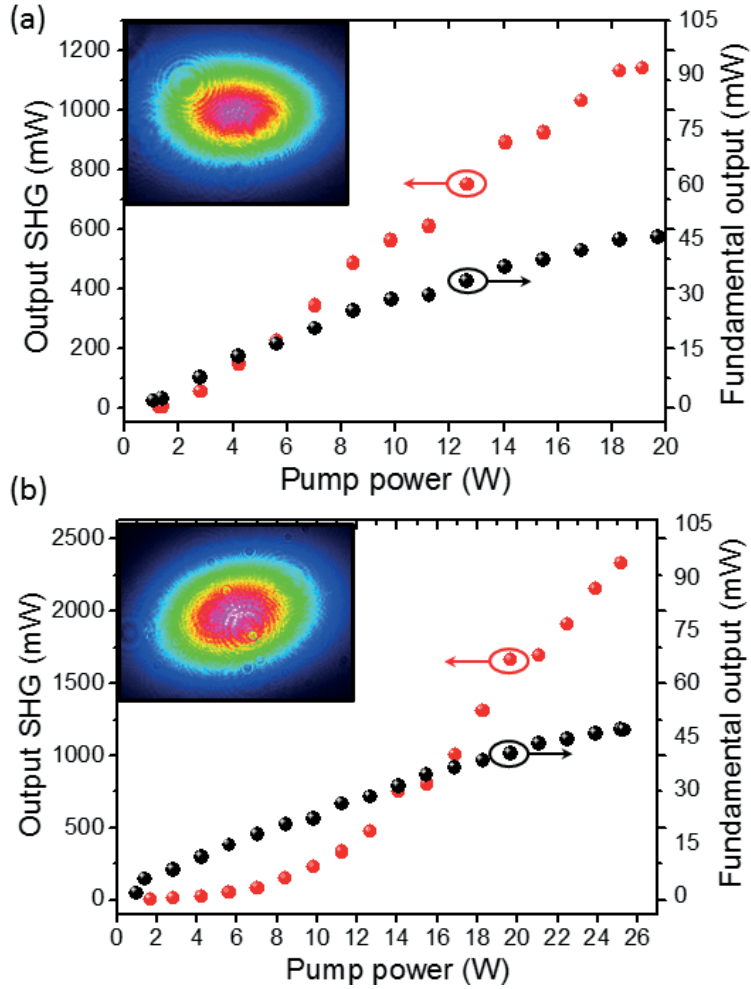 (a)
Output SHG (mW)
1200
1000
800
600
400
200
0
105
90
75
60
45
30
15
0
Fundamental output (mW)
0 2 4 6 8 10 12 14 16 18 20
Pump power (W)
(b)
Output SHG (mW)
2500
2000
1500
1000
500
0
105
90
75
60
45
30
15
0
Fundamental output (mW)
0 2 4 6 8 10 12 14 16 18 20 22 24 26
Pump power (W)